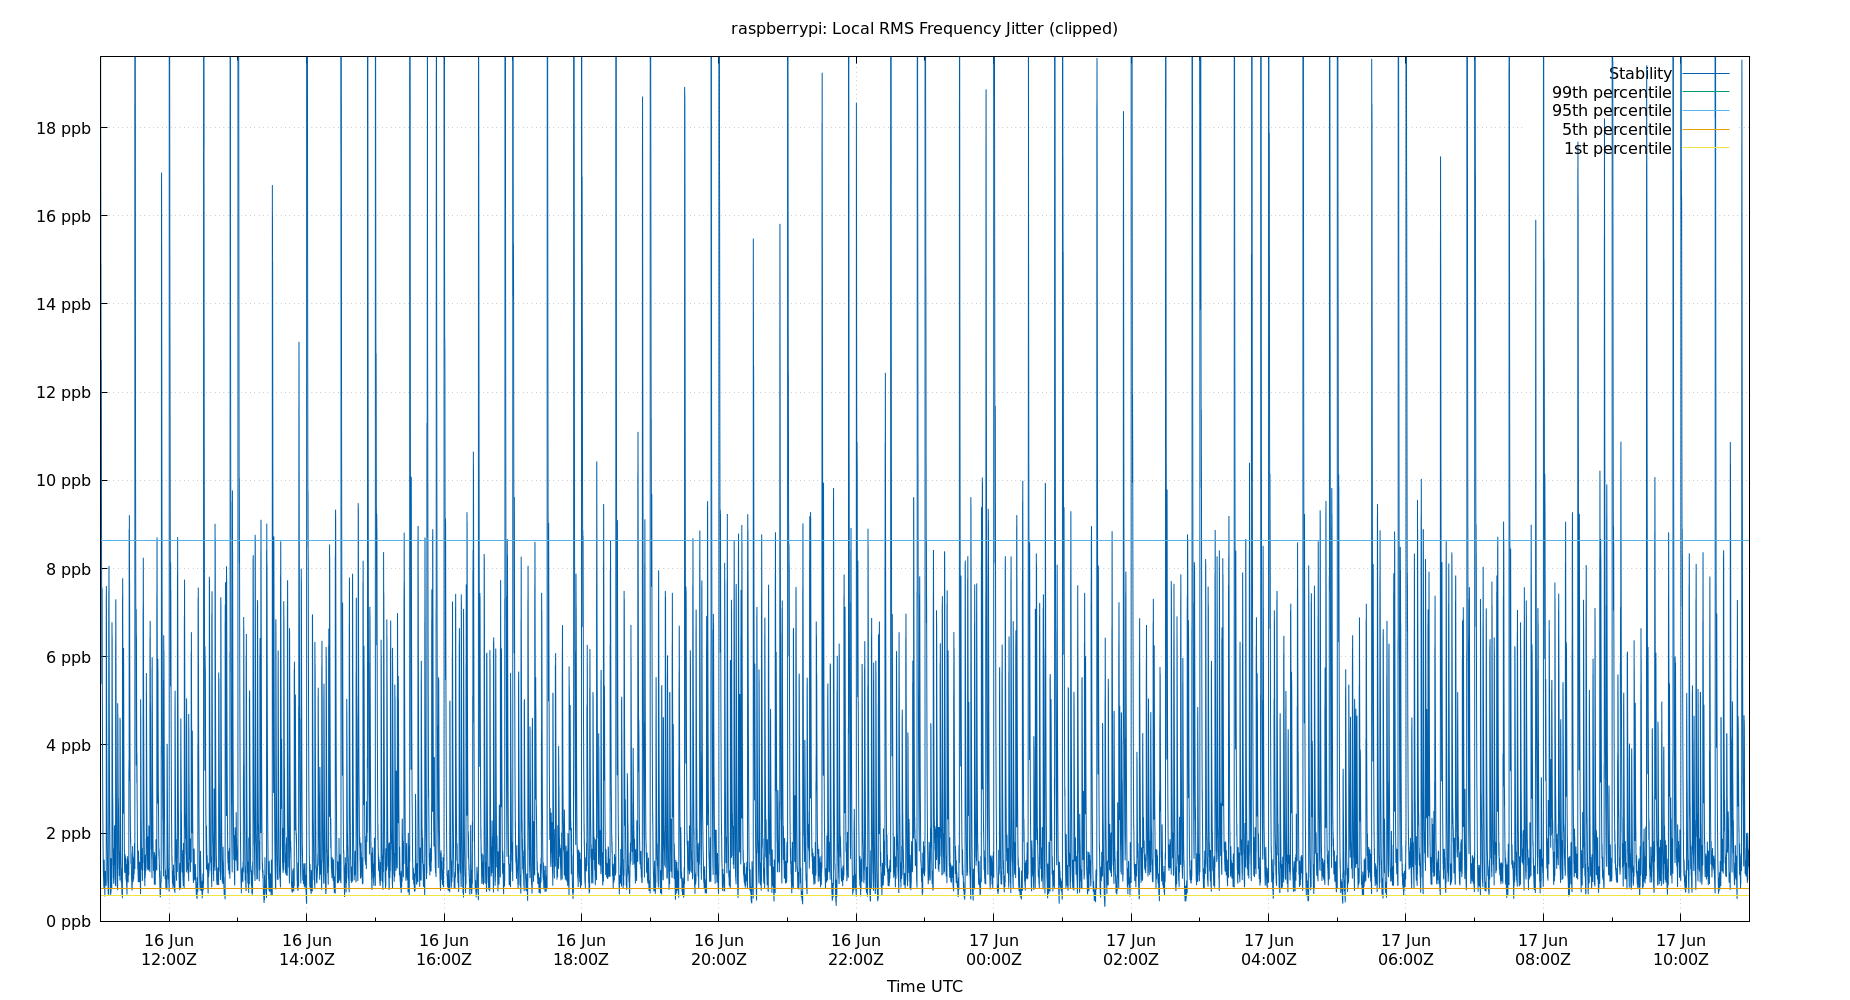 raspberrypi: Local RMS Frequency Jitter (clipped)
Stability
99th percentile
95th percentile
5th percentile
1st percentile
18 ppb
16 ppb
14 ppb
12 ppb
10 ppb
8 ppb
6 ppb
4 ppb
2 ppb
0 ppb
16 Jun 16 Jun 16 Jun 16 Jun 16 Jun 16 Jun 17 Jun 17 Jun 17 Jun 17 Jun 17 Jun 17 Jun
12:00Z 14:00Z 16:00Z 18:00Z 20:00Z 22:00Z 00:00Z 02:00Z 04:00Z 06:00Z 08:00Z 10:00Z
Time UTC